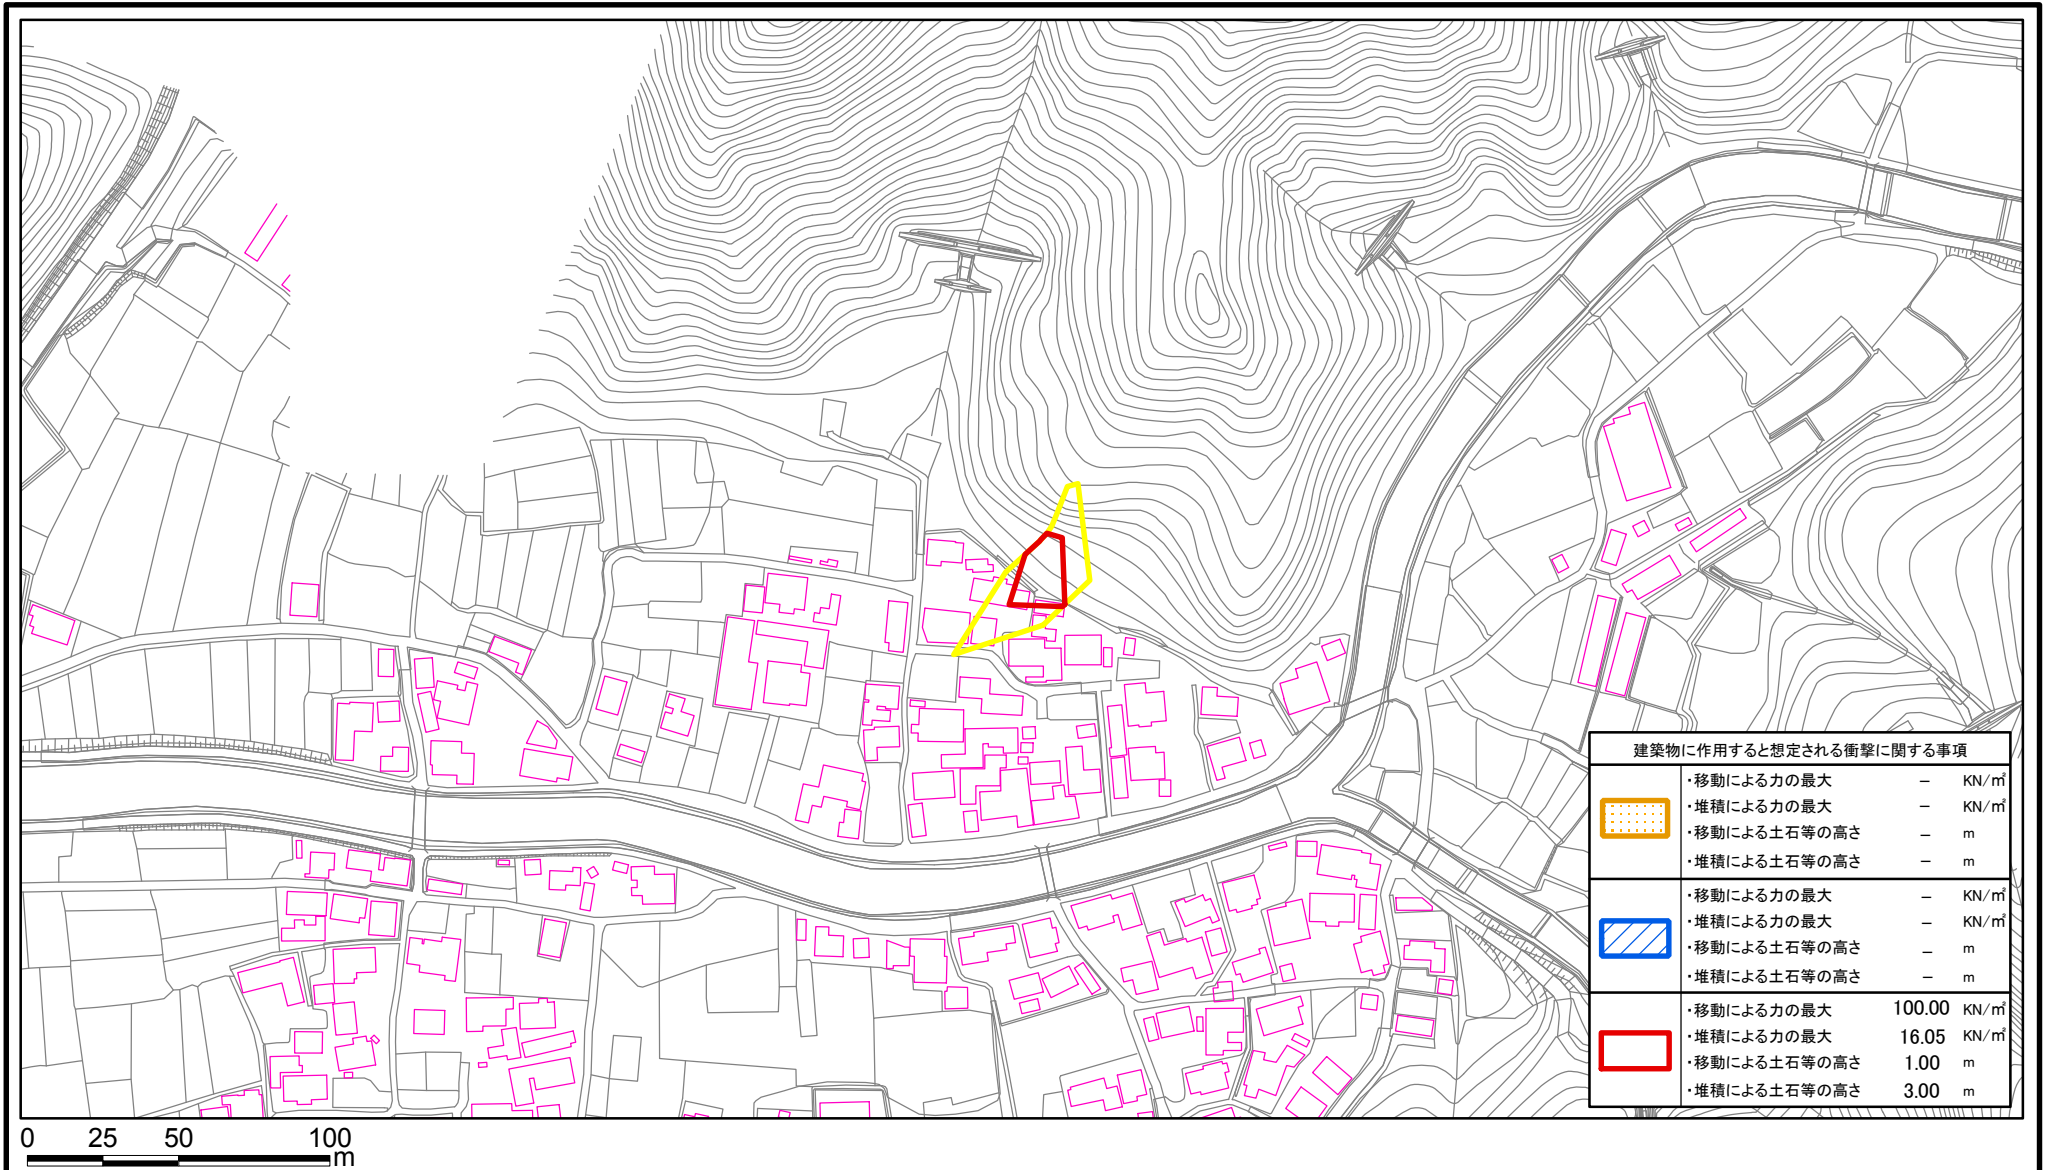 建築物に作用すると想定される衝撃に関する事項
・移動による力の最大 － KN/㎡
・堆積による力の最大 － KN/㎡
・移動による土石等の高さ － m
・堆積による土石等の高さ － m
・移動による力の最大 － KN/㎡
・堆積による力の最大 － KN/㎡
・移動による土石等の高さ － m
・堆積による土石等の高さ － m
・移動による力の最大 100.00 KN/㎡
・堆積による力の最大 16.05 KN/㎡
・移動による土石等の高さ 1.00 m
・堆積による土石等の高さ 3.00 m
0 25 50 100
m